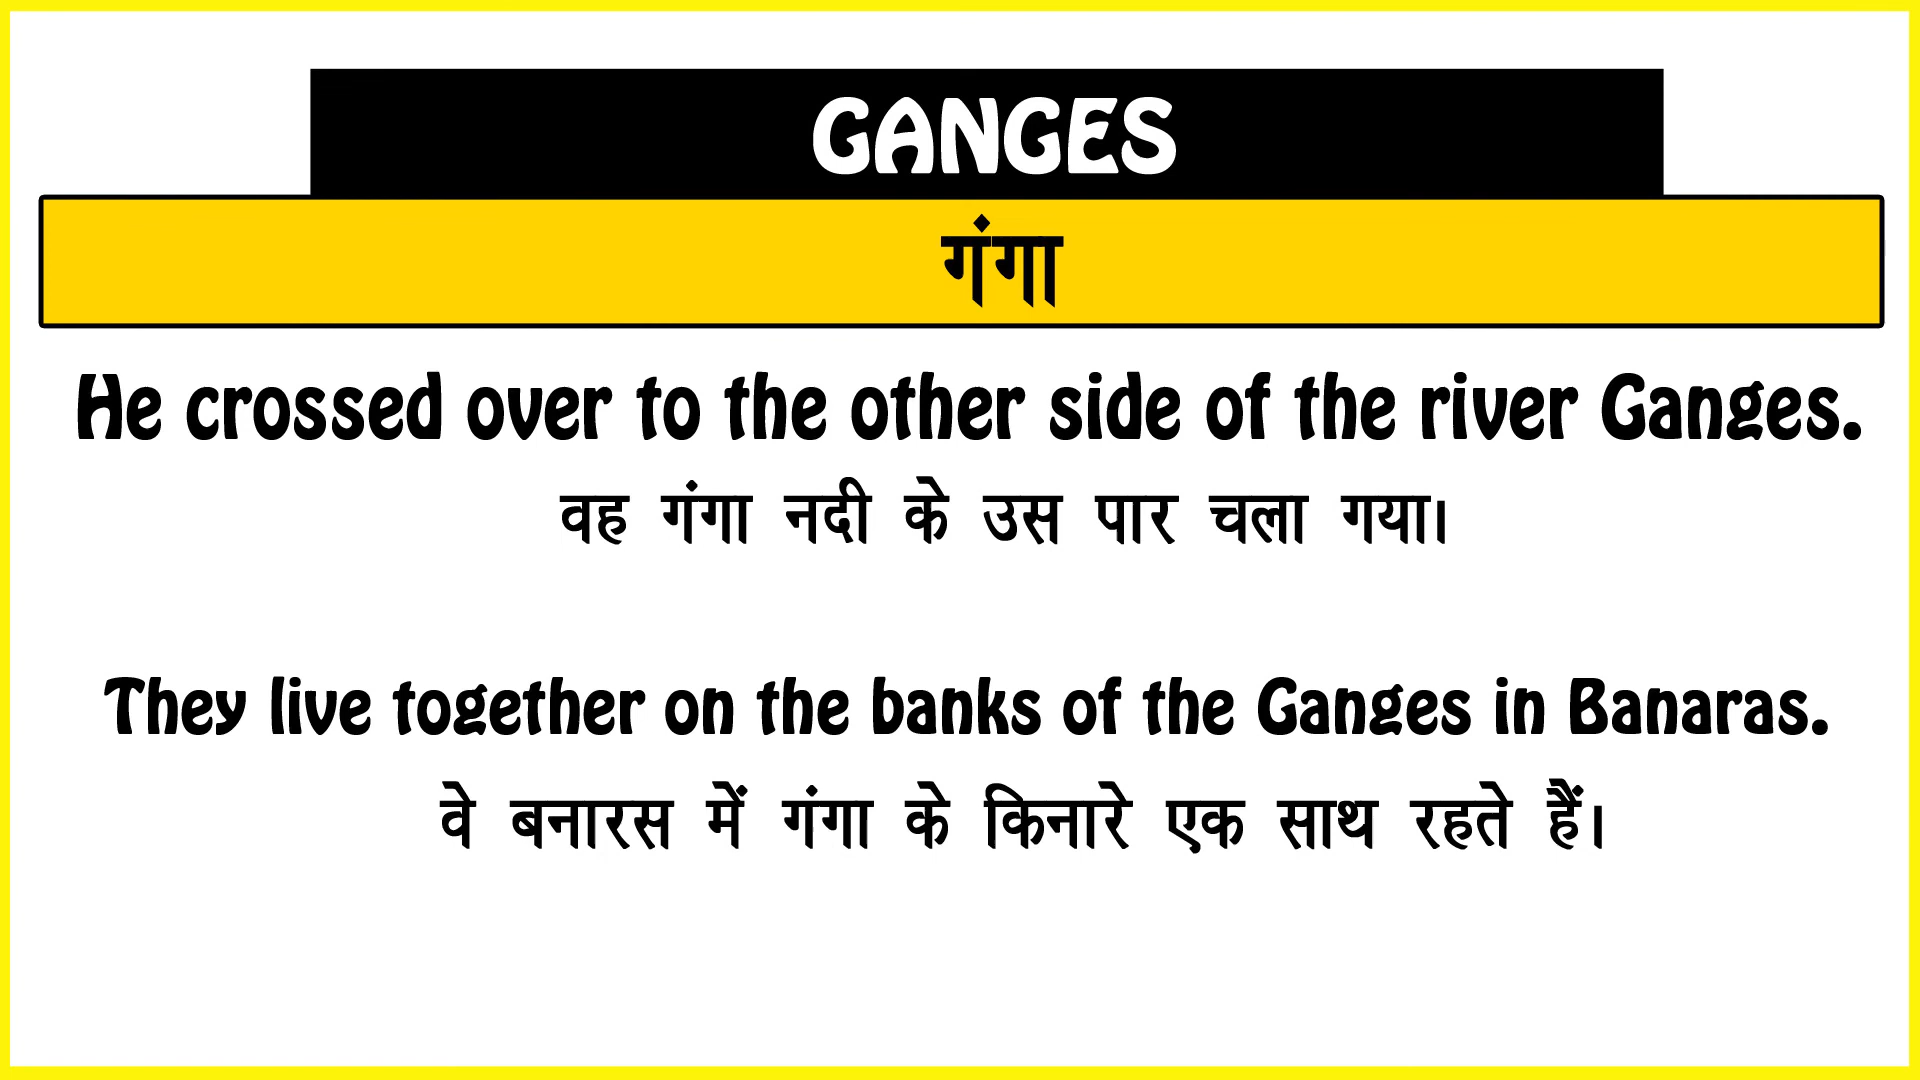 GANGES
गंगा
He crossed over to the other side of the river Ganges.
वह गंगा नदी के उस पार चला गया।
They live together on the banks of the Ganges in Banaras.
वे बनारस में गंगा के किनारे एक साथ रहते हैं।